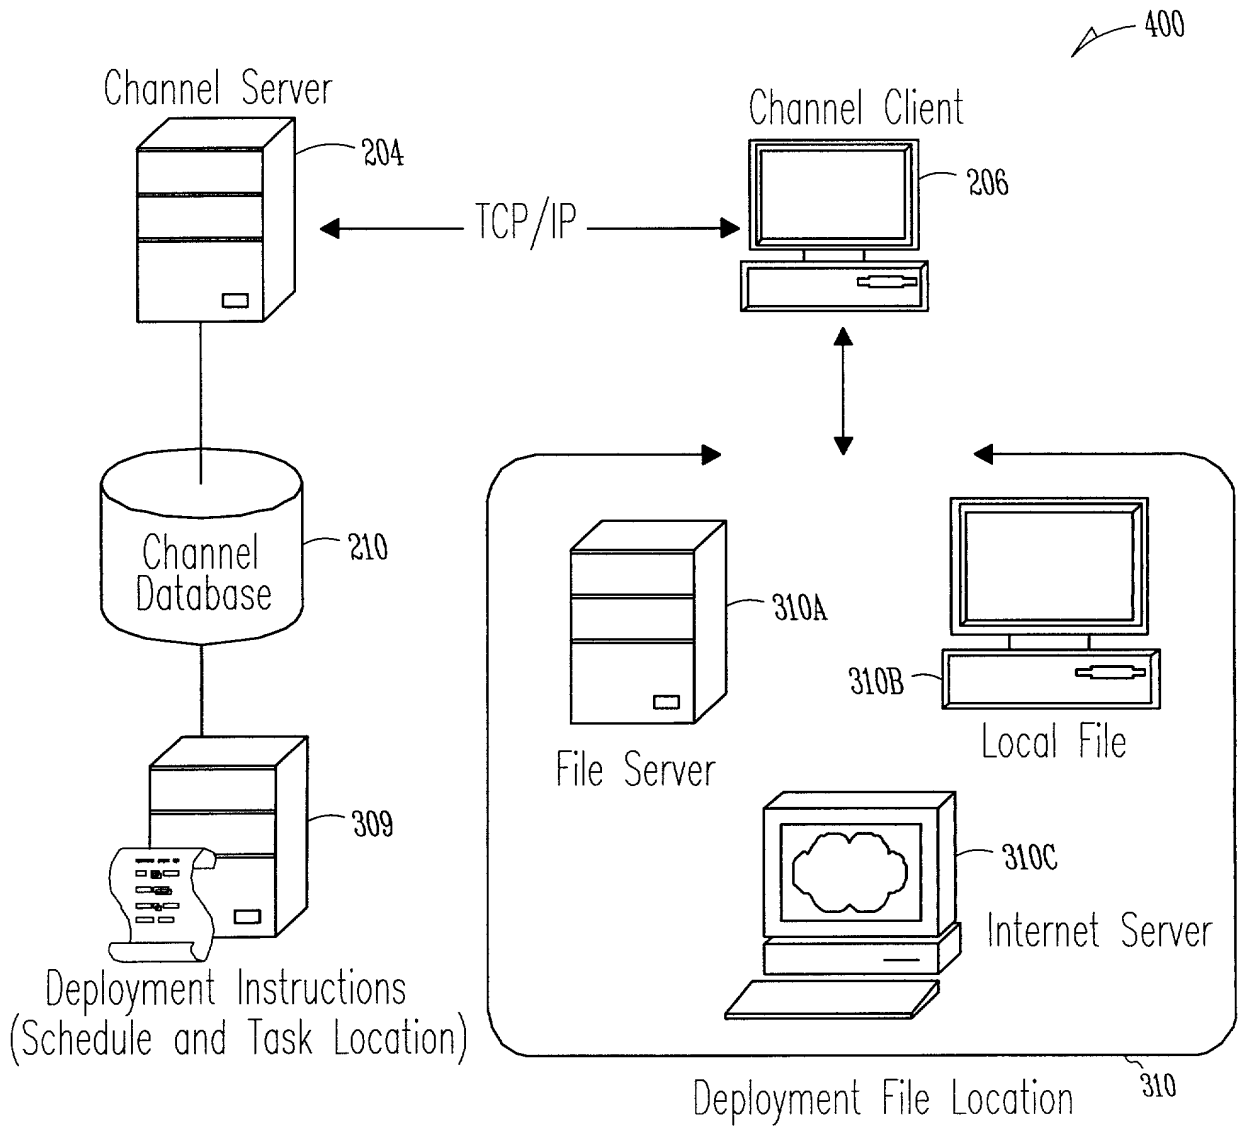 400
Channel Server
204
Channel Client
206
TCP/IP
Channel
Database
210
310A
310B
Local File
File Server
309
310C
Internet Server
Deployment Instructions
(Schedule and Task Location)
310
Deployment File Location